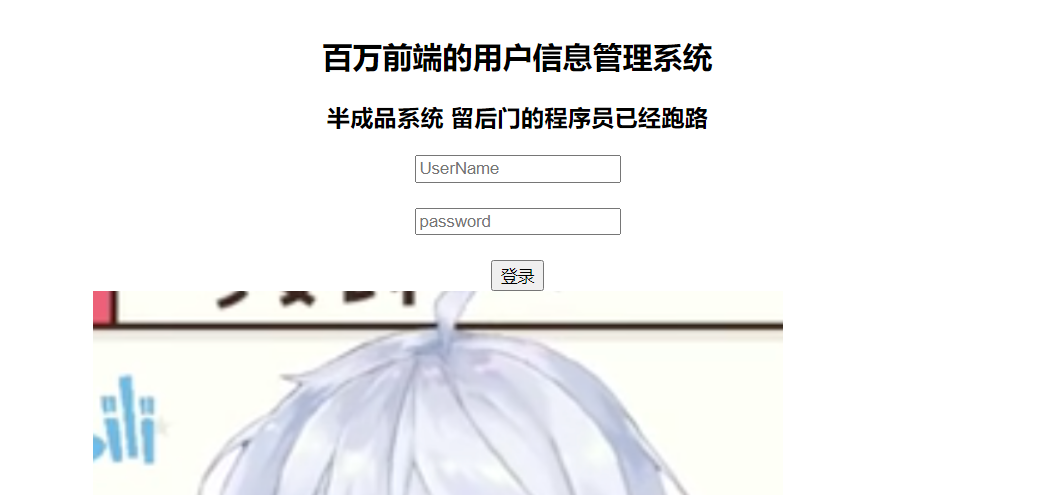 百万前端的用户信息管理系统
半成品系统 留后门的程序员已经跑路
UserName
password
登录
ili